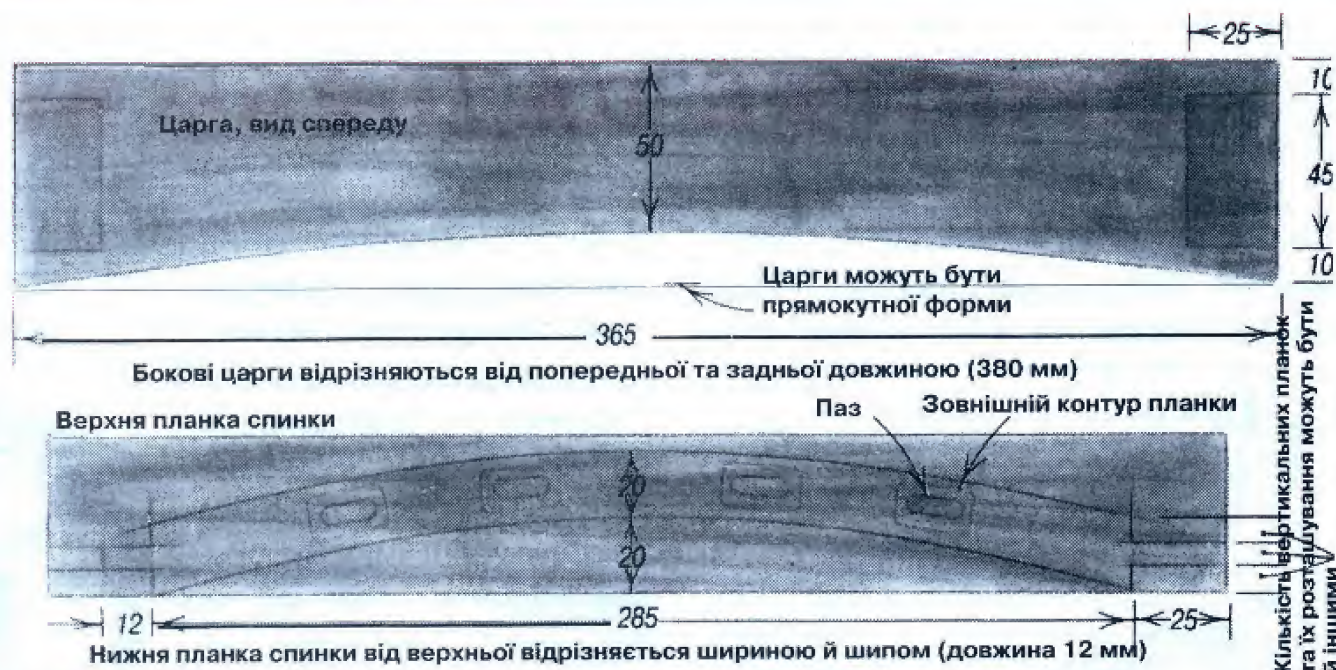 25
10
Царга, вид спереду
50
45
10
Царги можуть бути
прямокутної форми
365
Бокові царги відрізняються від попередньої та задньої довжиною (380 мм)
Верхня планка спинки
Паз
Зовнішній контур планки
20
20
12
285
25
Нижня планка спинки від верхньої відрізняється шириною й шипом (довжина 12 мм)
Кількість вертикальних планок
та їх розташування можуть бути
й іншими